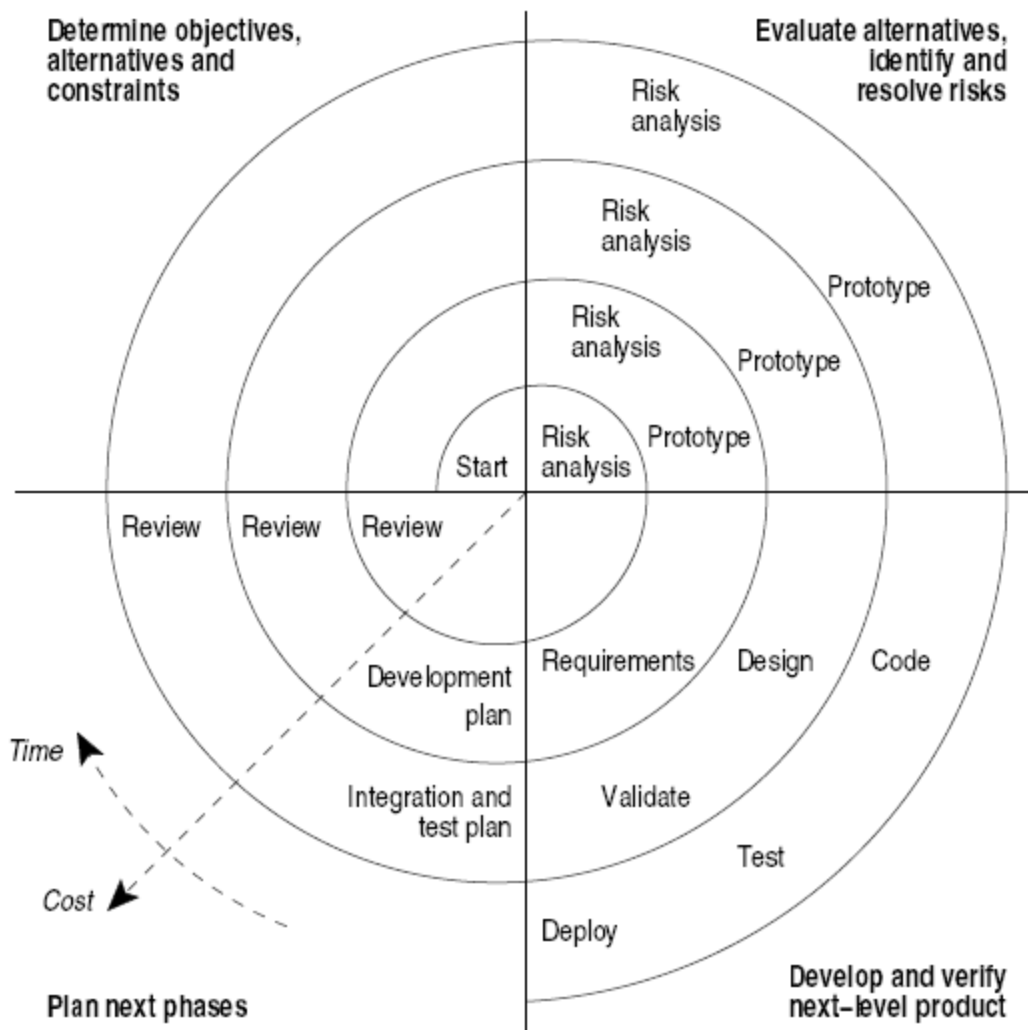 Determine objectives,
alternatives and
constraints
Evaluate alternatives,
identify and
resolve risks
Risk
analysis
Risk
analysis
Prototype
Risk
analysis
Prototype
Start
Risk
analysis
Prototype
Review
Review
Review
Development
plan
Requirements
Design
Code
Time
Integration and
test plan
Validate
Test
Cost
Deploy
Plan next phases
Develop and verify
next–level product